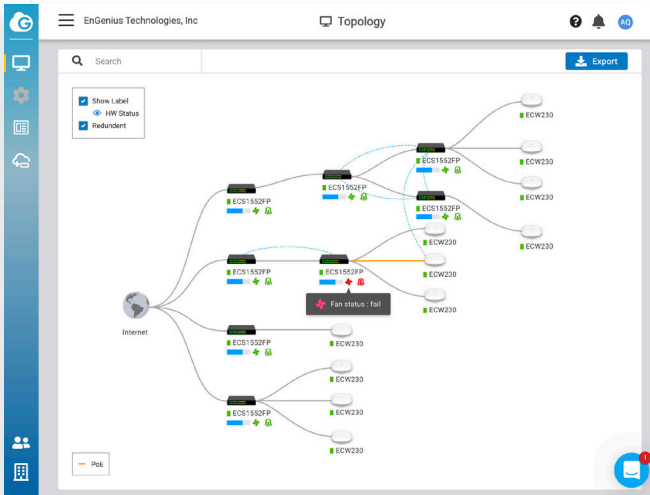 EnGenius Technologies, Inc
Topology
AQ
Search
Export
Show Label
HW Status
Redundent
ECW230
ECW230
ECS1552FP
ECW230
ECS1552FP
ECS1552FP
ECS1552FP
ECW230
ECW230
ECS1552FP
ECS1552FP
ECW230
Fan status : fail
ECW230
Internet
ECS1552FP
ECW230
ECW230
ECS1552FP
ECW230
ECW230
PoE
1